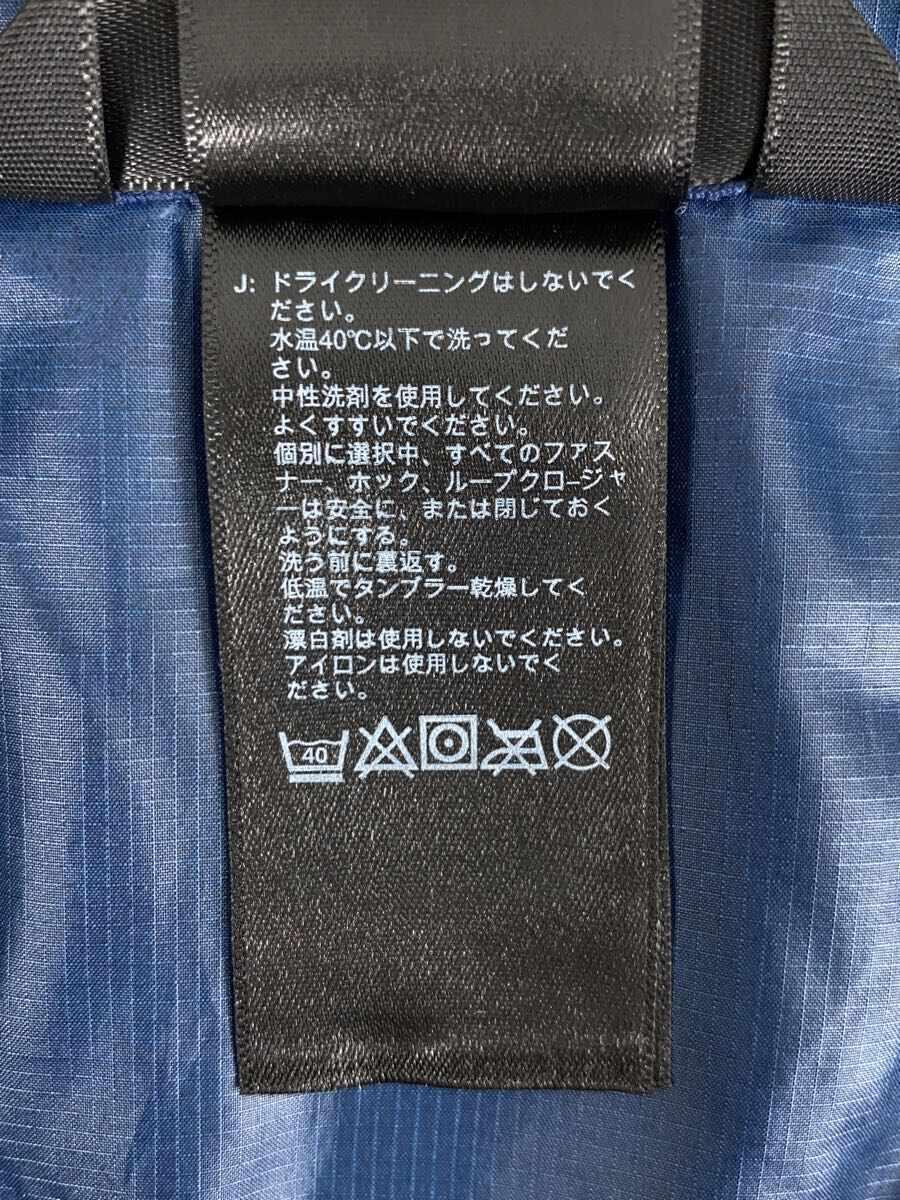 J: ドライクリーニングはしないでく
ださい。
水温40℃以下で洗ってくだ
さい。
中性洗剤を使用してください。
よくすすいでください。
個別に選択中、すべてのファス
ナー、ホック、ループクロージャ
ーは安全に、または閉じておく
ようにする。
洗う前に裏返す。
低温でタンブラー乾燥してく
ださい。
漂白剤は使用しないでください。
アイロンは使用しないでく
ださい。
40